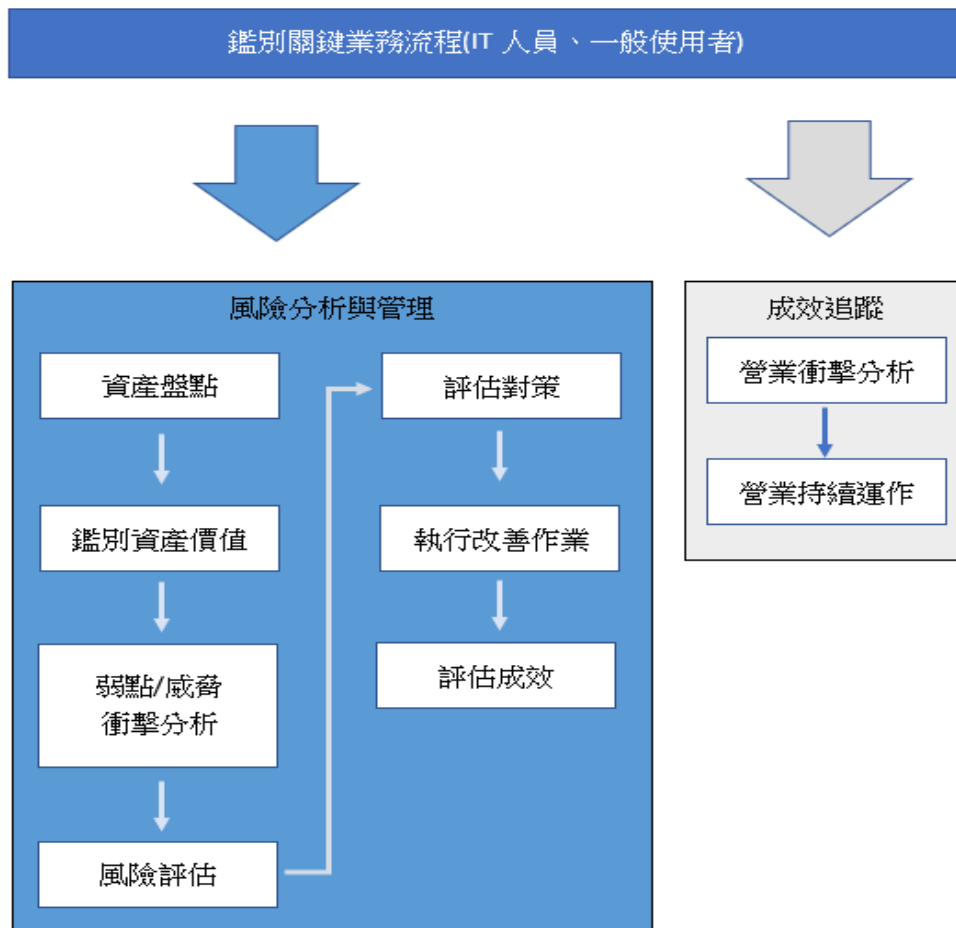 鑑別關鍵業務流程(IT 人員、一般使用者)
風險分析與管理
資產盤點
鑑別資產價值
弱點/威脅
衝擊分析
風險評估
評估對策
執行改善作業
評估成效
成效追蹤
營業衝擊分析
營業持續運作